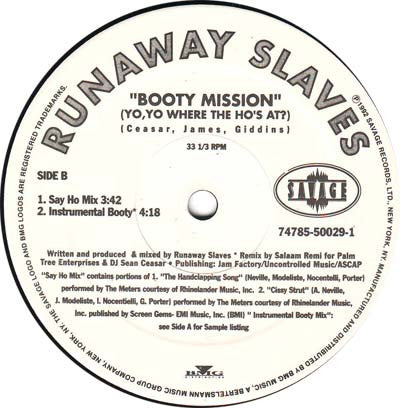 RUNAWAY SLAVES
"BOOTY MISSION"
(YO,YO WHERE THE HO'S AT?)
(Ceasar, James, Giddins)
33 1/3 RPM
SIDE B
1. Say Ho Mix 3:42
2. Instrumental Booty* 4:18
SAVAGE
74785-50029-1
Written and produced & mixed by Runaway Slaves * Remix by Salaam Remi for Palm
Tree Enterprises & DJ Sean Ceasar * Publishing: Jam Factory/Uncontrolled Music/ASCAP
"Say Ho Mix" contains portions of 1. "The Handclapping Song" (Neville, Modeliste, Nocentelli, Porter)
performed by The Meters courtesy of Rhinelander Music, Inc. 2. "Cissy Strut" (A. Neville,
J. Modeliste, I. Nocentielli, G. Porter) performed by The Meters courtesy of Rhinelander Music,
Inc. published by Screen Gems- EMI Music, Inc. (BMI) " Instrumental Booty Mix":
see Side A for Sample listing
BMG
DISTRIBUTION
THE SAVAGE LOGO AND BMG LOGOS ARE REGISTERED TRADEMARKS.
℗1992 SAVAGE RECORDS, LTD., NEW YORK, NY, MANUFACTURED AND DISTRIBUTED BY BMG MUSIC, A BERTELSMANN MUSIC GROUP COMPANY, NEW YORK, NY.